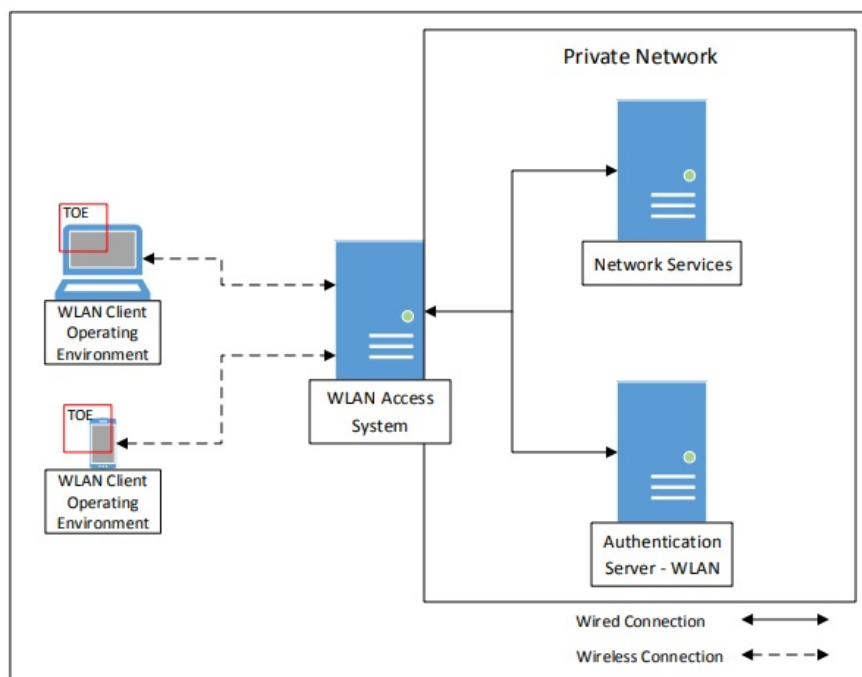 Private Network
TOE
WLAN Client
Operating
Environment
TOE
WLAN Client
Operating
Environment
WLAN Access
System
Network Services
Authentication
Server - WLAN
Wired Connection
Wireless Connection